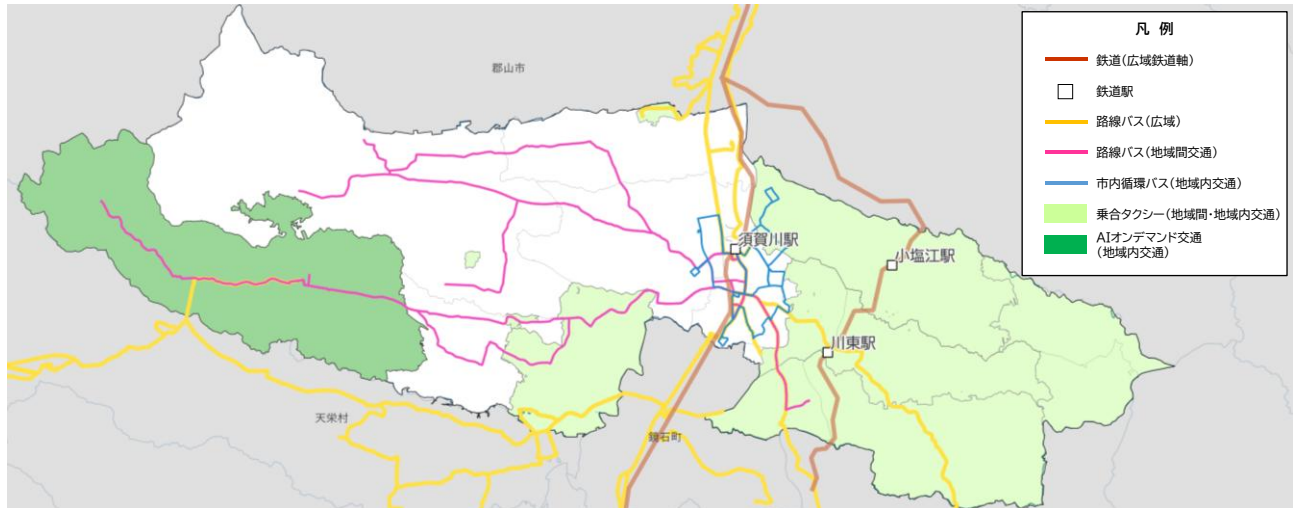 凡 例
鉄道(広域鉄道軸)
鉄道駅
路線バス(広域)
路線バス(地域間交通)
市内循環バス(地域内交通)
乗合タクシー(地域間・地域内交通)
AIオンデマンド交通
(地域内交通)
郡山市
須賀川駅
小塩江駅
川東駅
天栄村
鏡石町